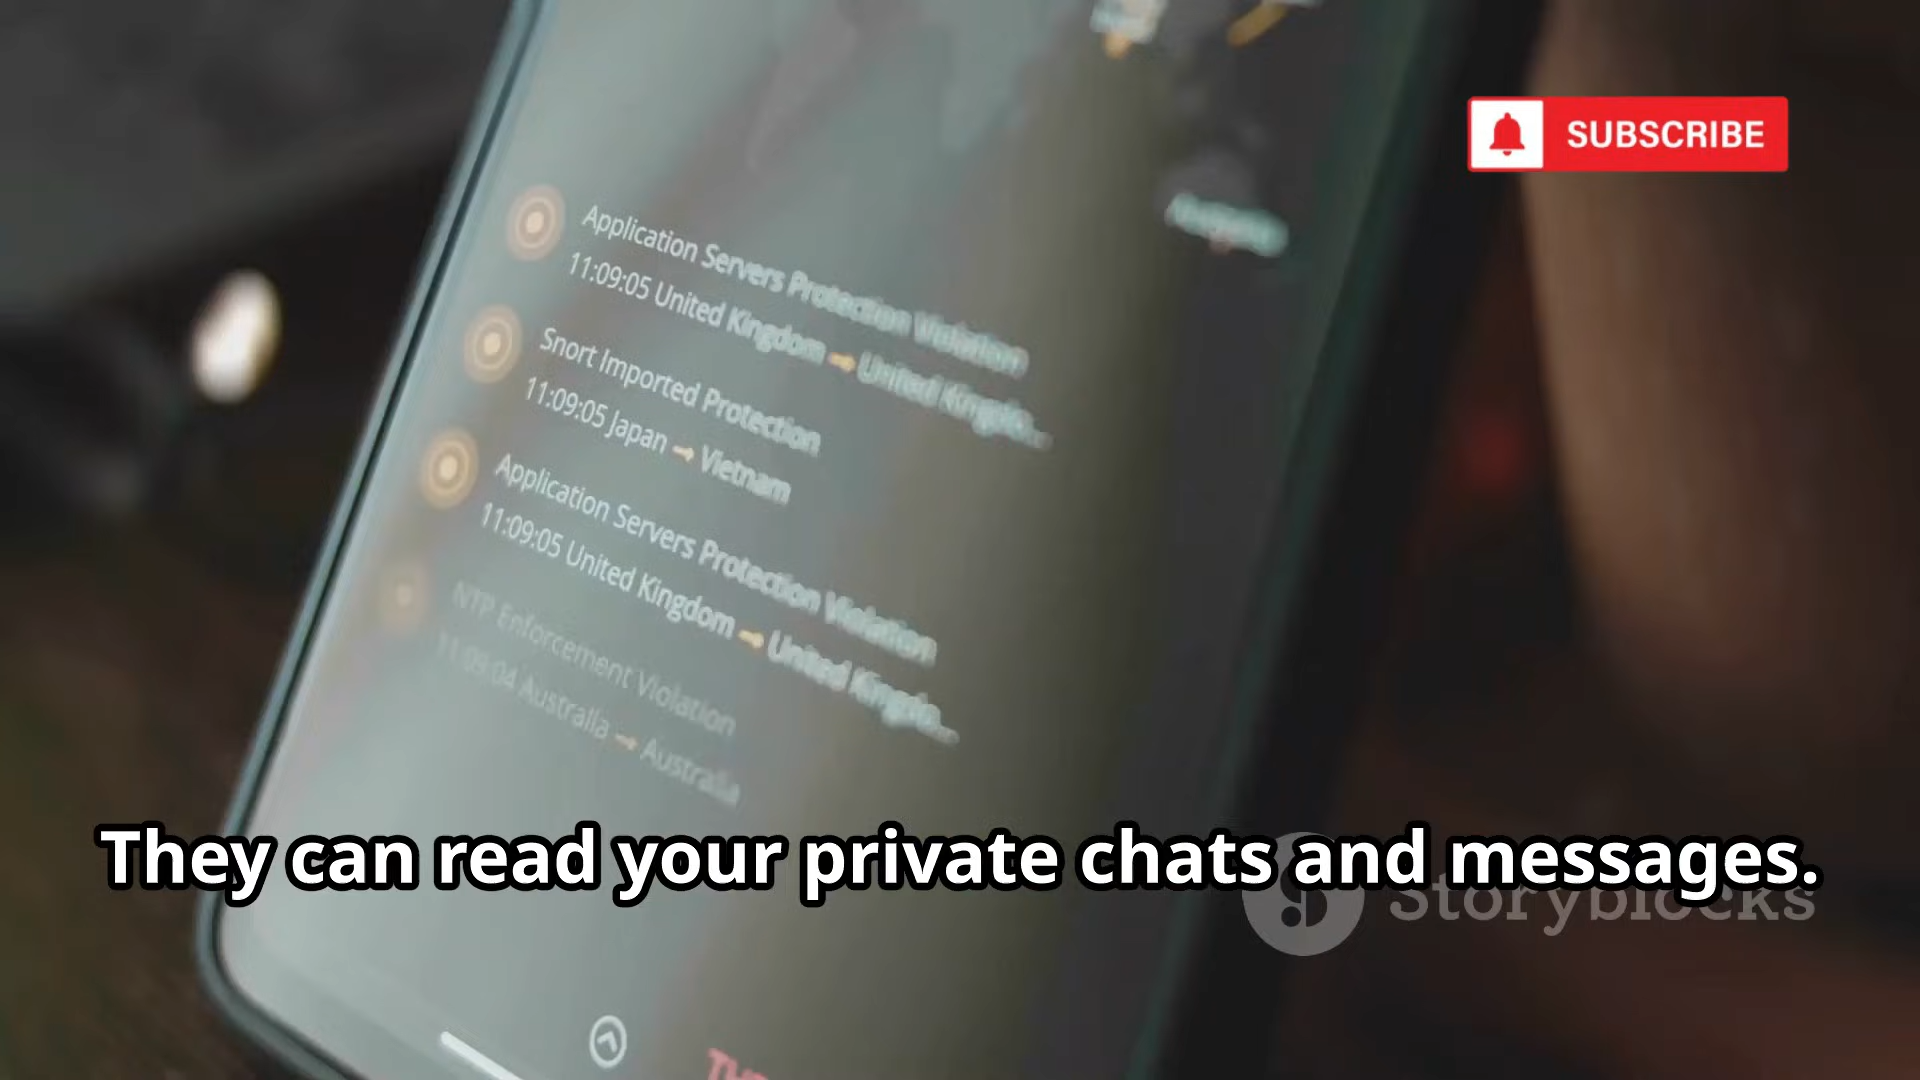 SUBSCRIBE
Application Servers Protection Violation
11:09:05 United Kingdom → United Kingdo...
Snort Imported Protection
11:09:05 Japan → Vietnam
Application Servers Protection Violation
11:09:05 United Kingdom → United Kingdo...
NTP Enforcement Violation
11:09:04 Australia → Australia
They can read your private chats and messages.
Storyblocks